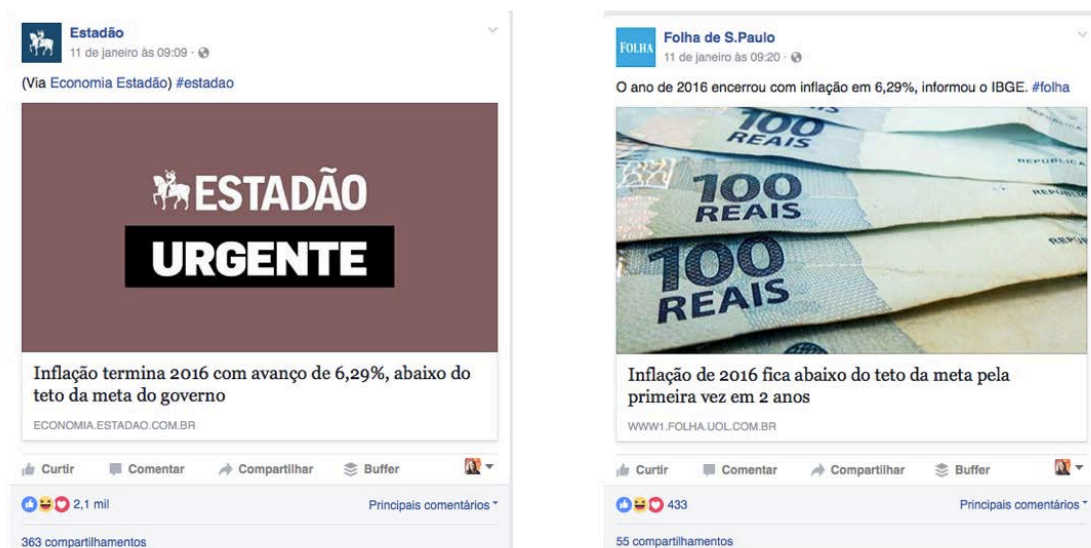 Estadão
11 de janeiro às 09:09 ·
(Via Economia Estadão) #estadao
ESTADÃO
URGENTE
Inflação termina 2016 com avanço de 6,29%, abaixo do
teto da meta do governo
ECONOMIA.ESTADAO.COM.BR
Curtir Comentar Compartilhar Buffer
2,1 mil Principais comentários
363 compartilhamentos
FOLHA
Folha de S.Paulo
11 de janeiro às 09:20 ·
O ano de 2016 encerrou com inflação em 6,29%, informou o IBGE. #folha
100
REAIS
100
REAIS
REPÚBLICA
100
REAIS
Inflação de 2016 fica abaixo do teto da meta pela
primeira vez em 2 anos
WWW1.FOLHA.UOL.COM.BR
Curtir Comentar Compartilhar Buffer
433 Principais comentários
55 compartilhamentos